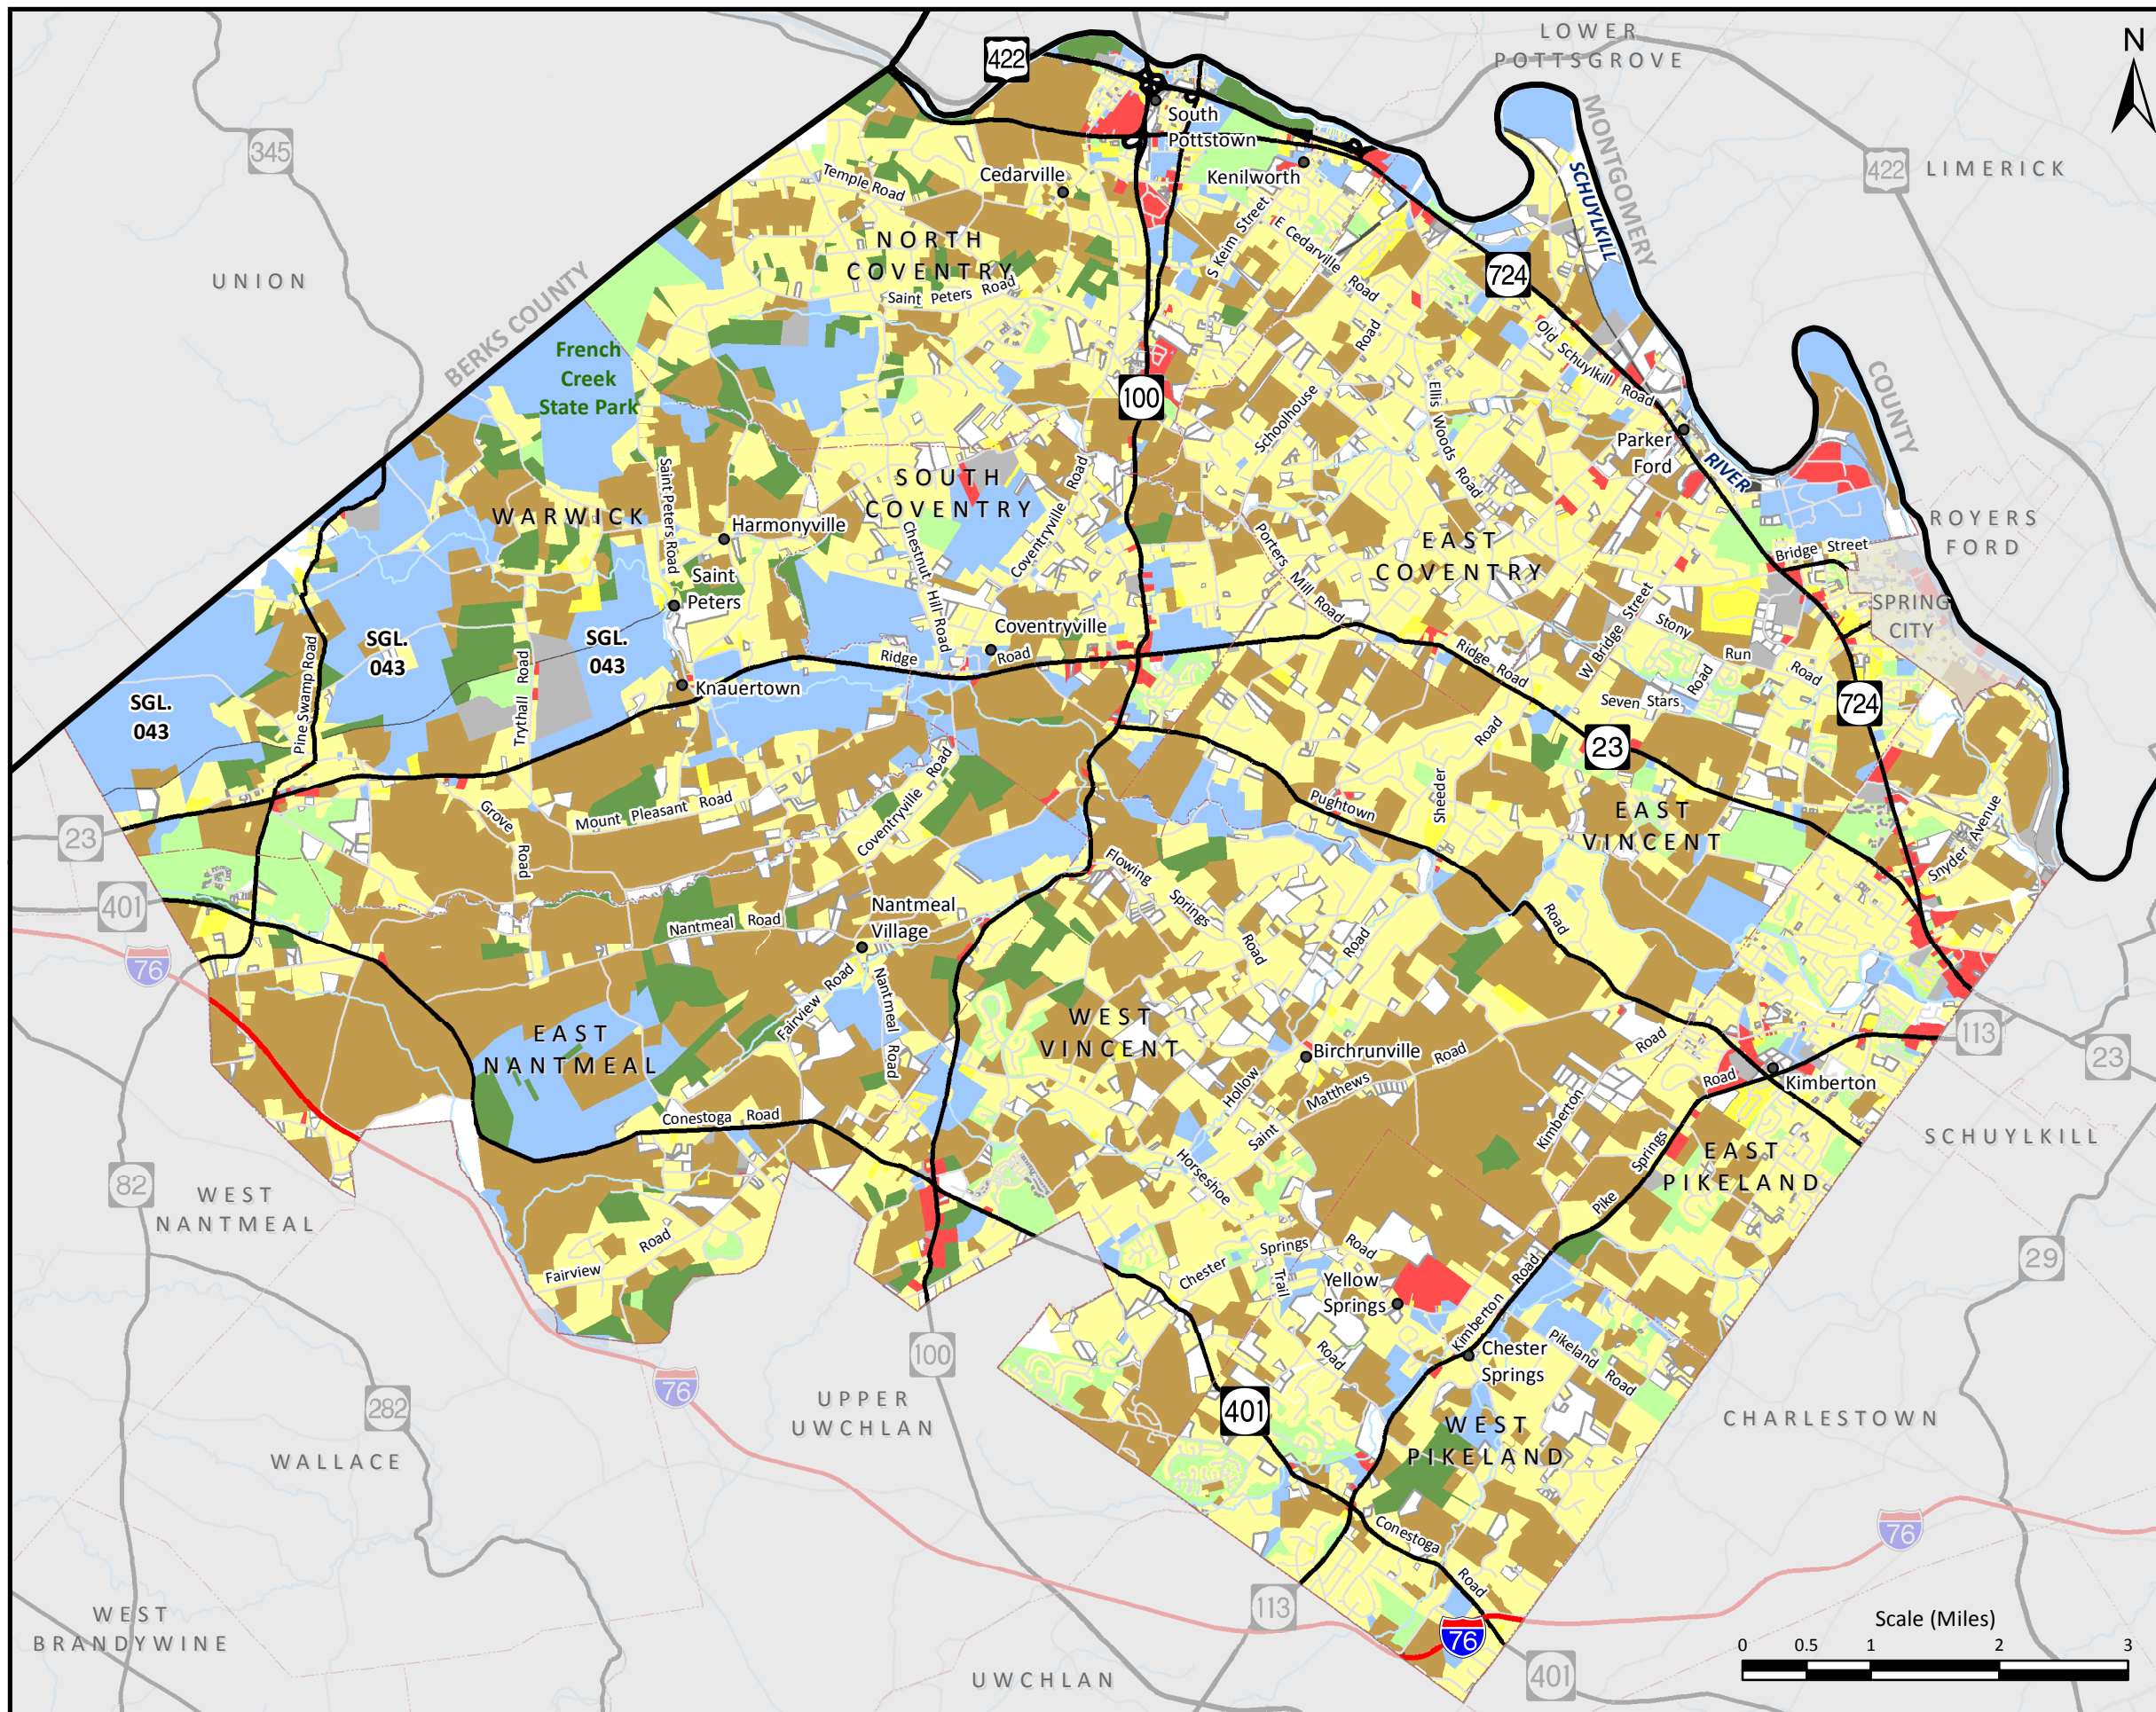 LOWER
POTTSGROVE
N
422
345
South
Pottstown
MONTGOMERY
422
LIMERICK
Cedarville
Kenilworth
Temple Road
SCHUYLKILL
S Keim Street
E Cedarville
Road
NORTH
COVENTRY
UNION
Saint Peters Road
724
BERKS COUNTY
French
Creek
State Park
Old Schuylkill
Road
Road
100
Ellis Woods Road
Schoolhouse
COUNTY
Parker
Ford
RIVER
SOUTH
COVENTRY
Saint Peters Road
Coventryville Road
WARWICK
Harmonyville
Chestnut Hill Road
Porters Mill Road
EAST
COVENTRY
ROYERS
FORD
Bridge Street
Saint
Peters
SPRING
CITY
W Bridge Street
Stony
Run
Road
SGL.
043
SGL.
043
Coventryville
Ridge
Road
Ridge Road
Road
Seven Stars
Knauertown
SGL.
043
Pine Swamp Road
Trythall Road
724
23
Road
Coventryville Road
Sheeder
Pughtown
Mount Pleasant Road
Grove
Road
EAST
VINCENT
Snyder Avenue
23
Flowing
Springs
Road
401
Nantmeal
Village
Nantmeal Road
Road
Road
76
Fairview Road
Nantmeal Road
EAST
NANTMEAL
WEST
VINCENT
Birchrunville
Matthews
Road
Hollow
Saint
Road
Kimberton
Road
Kimberton
113
23
Conestoga Road
Horseshoe
Springs
Pike
EAST
PIKELAND
SCHUYLKILL
82
WEST
NANTMEAL
Fairview
Road
Chester
Springs
Road
Trail
Road
Yellow
Springs
Kimberton Road
29
Chester
Springs
Pikeland
Road
100
76
282
UPPER
UWCHLAN
401
WEST
PIKELAND
CHARLESTOWN
WALLACE
Conestoga
Road
76
113
WEST
BRANDYWINE
76
Scale (Miles)
0 0.5 1 2 3
UWCHLAN
401